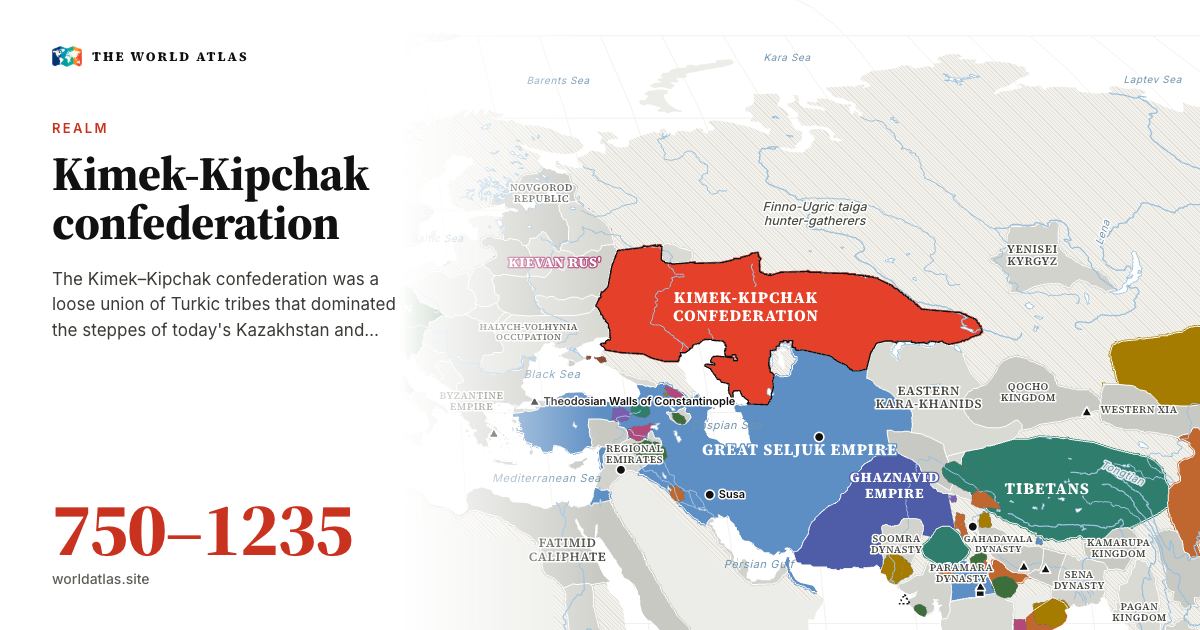 THE WORLD ATLAS
REALM
Kimek-Kipchak
confederation
The Kimek–Kipchak confederation was a
loose union of Turkic tribes that dominated
the steppes of today's Kazakhstan and...
750–1235
worldatlas.site
Kara Sea
Barents Sea
Laptev Sea
NOVGOROD
REPUBLIC
Finno-Ugric taiga
hunter-gatherers
Lena
KIEVAN RUS'
YENISEI
KYRGYZ
KIMEK-KIPCHAK
CONFEDERATION
HALYCH-VOLHYNIA
OCCUPATION
Black Sea
BYZANTINE
EMPIRE
Theodosian Walls of Constantinople
EASTERN
KARA-KHANIDS
QOCHO
KINGDOM
WESTERN XIA
REGIONAL
EMIRATES
GREAT SELJUK EMPIRE
Mediterranean Sea
Susa
GHAZNAVID
EMPIRE
TIBETANS
Tongtian
FATIMID
CALIPHATE
Persian Gulf
SOOMRA
DYNASTY
GAHADAVALA
DYNASTY
KAMARUPA
KINGDOM
PARAMARA
DYNASTY
SENA
DYNASTY
PAGAN
KINGDOM